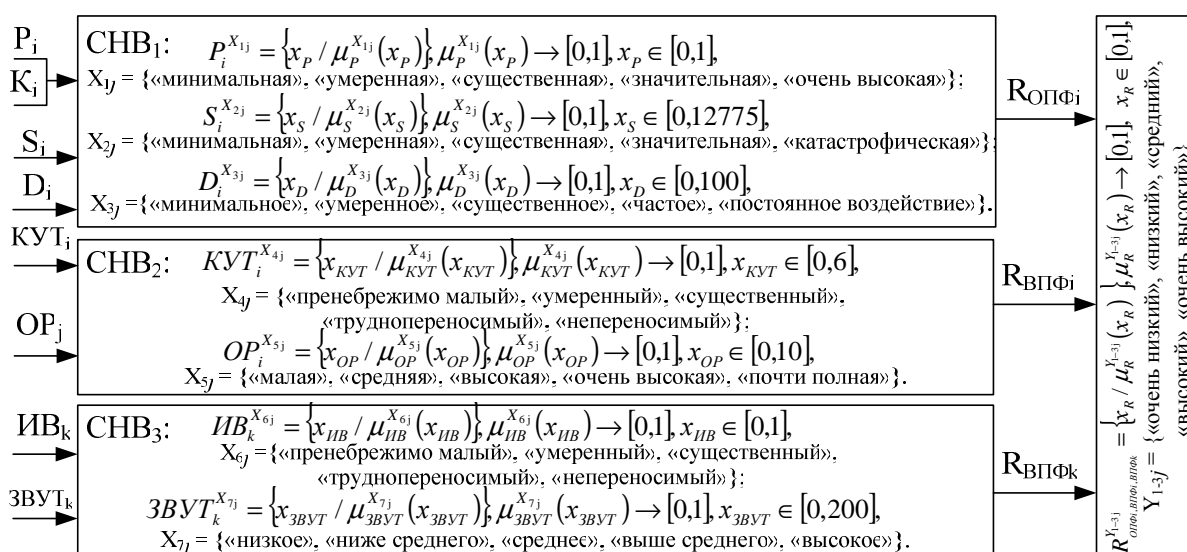 P_i
К_i
S_i
D_i
КУТ_i
ОР_j
ИВ_k
ЗВУТ_k
СНВ₁: P_i^{X_{1j}} = {x_P / μ_P^{X_{1j}}(x_P)}, μ_P^{X_{1j}}(x_P) → [0,1], x_P ∈ [0,1],
X_{1j} = {«минимальная», «умеренная», «существенная», «значительная», «очень высокая»};
S_i^{X_{2j}} = {x_S / μ_S^{X_{2j}}(x_S)}, μ_S^{X_{2j}}(x_S) → [0,1], x_S ∈ [0,12775],
X_{2j} = {«минимальная», «умеренная», «существенная», «значительная», «катастрофическая»};
D_i^{X_{3j}} = {x_D / μ_D^{X_{3j}}(x_D)}, μ_D^{X_{3j}}(x_D) → [0,1], x_D ∈ [0,100],
X_{3j} = {«минимальное», «умеренное», «существенное», «частое», «постоянное воздействие»}.
СНВ₂: КУТ_i^{X_{4j}} = {x_{КУТ} / μ_{КУТ}^{X_{4j}}(x_{КУТ})}, μ_{КУТ}^{X_{4j}}(x_{КУТ}) → [0,1], x_{КУТ} ∈ [0,6],
X_{4j} = {«пренебрежимо малый», «умеренный», «существенный»,
«труднопереносимый», «непереносимый»};
ОР_i^{X_{5j}} = {x_{ОР} / μ_{ОР}^{X_{5j}}(x_{ОР})}, μ_{ОР}^{X_{5j}}(x_{ОР}) → [0,1], x_{ОР} ∈ [0,10],
X_{5j} = {«малая», «средняя», «высокая», «очень высокая», «почти полная»}.
СНВ₃: ИВ_k^{X_{6j}} = {x_{ИВ} / μ_{ИВ}^{X_{6j}}(x_{ИВ})}, μ_{ИВ}^{X_{6j}}(x_{ИВ}) → [0,1], x_{ИВ} ∈ [0,1],
X_{6j} = {«пренебрежимо малый», «умеренный», «существенный»,
«труднопереносимый», «непереносимый»};
ЗВУТ_k^{X_{7j}} = {x_{ЗВУТ} / μ_{ЗВУТ}^{X_{7j}}(x_{ЗВУТ})}, μ_{ЗВУТ}^{X_{7j}}(x_{ЗВУТ}) → [0,1], x_{ЗВУТ} ∈ [0,200],
X_{7j} = {«низкое», «ниже среднего», «среднее», «выше среднего», «высокое»}.
R_{ОПФi}
R_{ВПФi}
R_{ВПФk}
R_{ОПФi,ВПФi,ВПФk}^{Y_{1-3j}} = {x_R / μ_R^{Y_{1-3j}}(x_R)}, μ_R^{Y_{1-3j}}(x_R) → [0,1], x_R ∈ [0,1],
Y_{1-3j} = {«очень низкий», «низкий», «средний»,
«высокий», «очень высокий»}